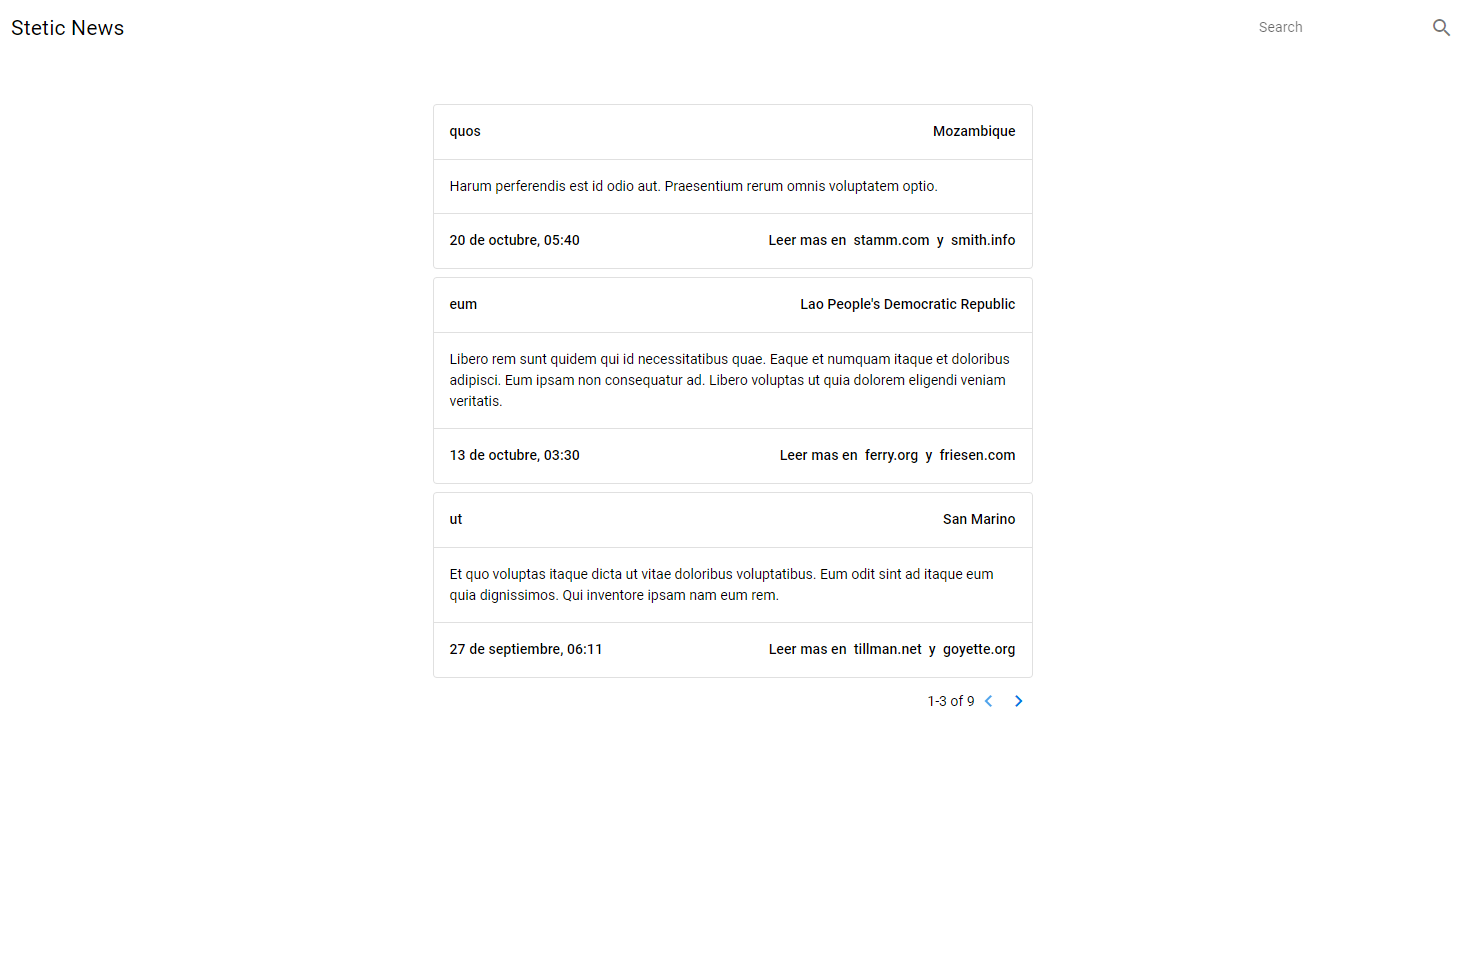 Stetic News
Search
quos
Mozambique
Harum perferendis est id odio aut. Praesentium rerum omnis voluptatem optio.
20 de octubre, 05:40
Leer mas en stamm.com y smith.info
eum
Lao People's Democratic Republic
Libero rem sunt quidem qui id necessitatibus quae. Eaque et numquam itaque et doloribus
adipisci. Eum ipsam non consequatur ad. Libero voluptas ut quia dolorem eligendi veniam
veritatis.
13 de octubre, 03:30
Leer mas en ferry.org y friesen.com
ut
San Marino
Et quo voluptas itaque dicta ut vitae doloribus voluptatibus. Eum odit sint ad itaque eum
quia dignissimos. Qui inventore ipsam nam eum rem.
27 de septiembre, 06:11
Leer mas en tillman.net y goyette.org
1-3 of 9